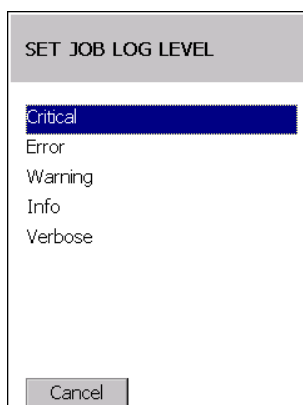 SET JOB LOG LEVEL
Critical
Error
Warning
Info
Verbose
Cancel